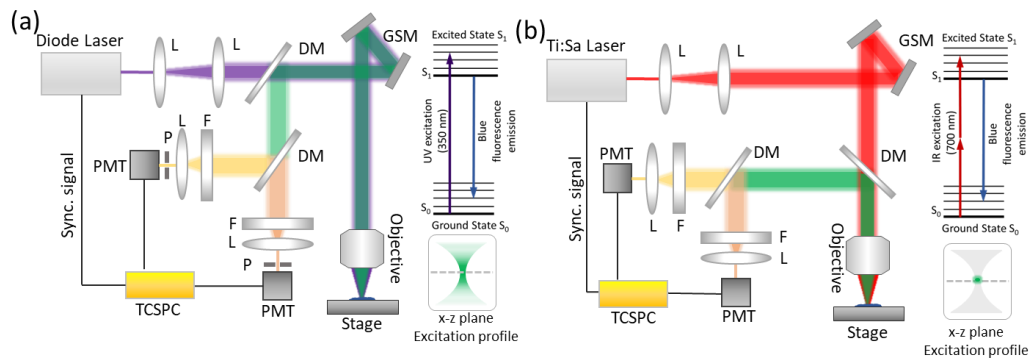 (a)
Diode Laser
L
L
DM
GSM
Excited State S1
S1
UV excitation
(350 nm)
Blue
fluorescence
emission
S0
Ground State S0
L
F
P
PMT
DM
Sync. signal
F
L
P
Objective
TCSPC
PMT
Stage
x-z plane
Excitation profile
(b)
Ti:Sa Laser
L
L
GSM
Excited State S1
S1
IR excitation
(700 nm)
Blue
fluorescence
emission
S0
Ground State S0
PMT
DM
DM
L
F
Sync. signal
F
L
Objective
TCSPC
PMT
Stage
x-z plane
Excitation profile